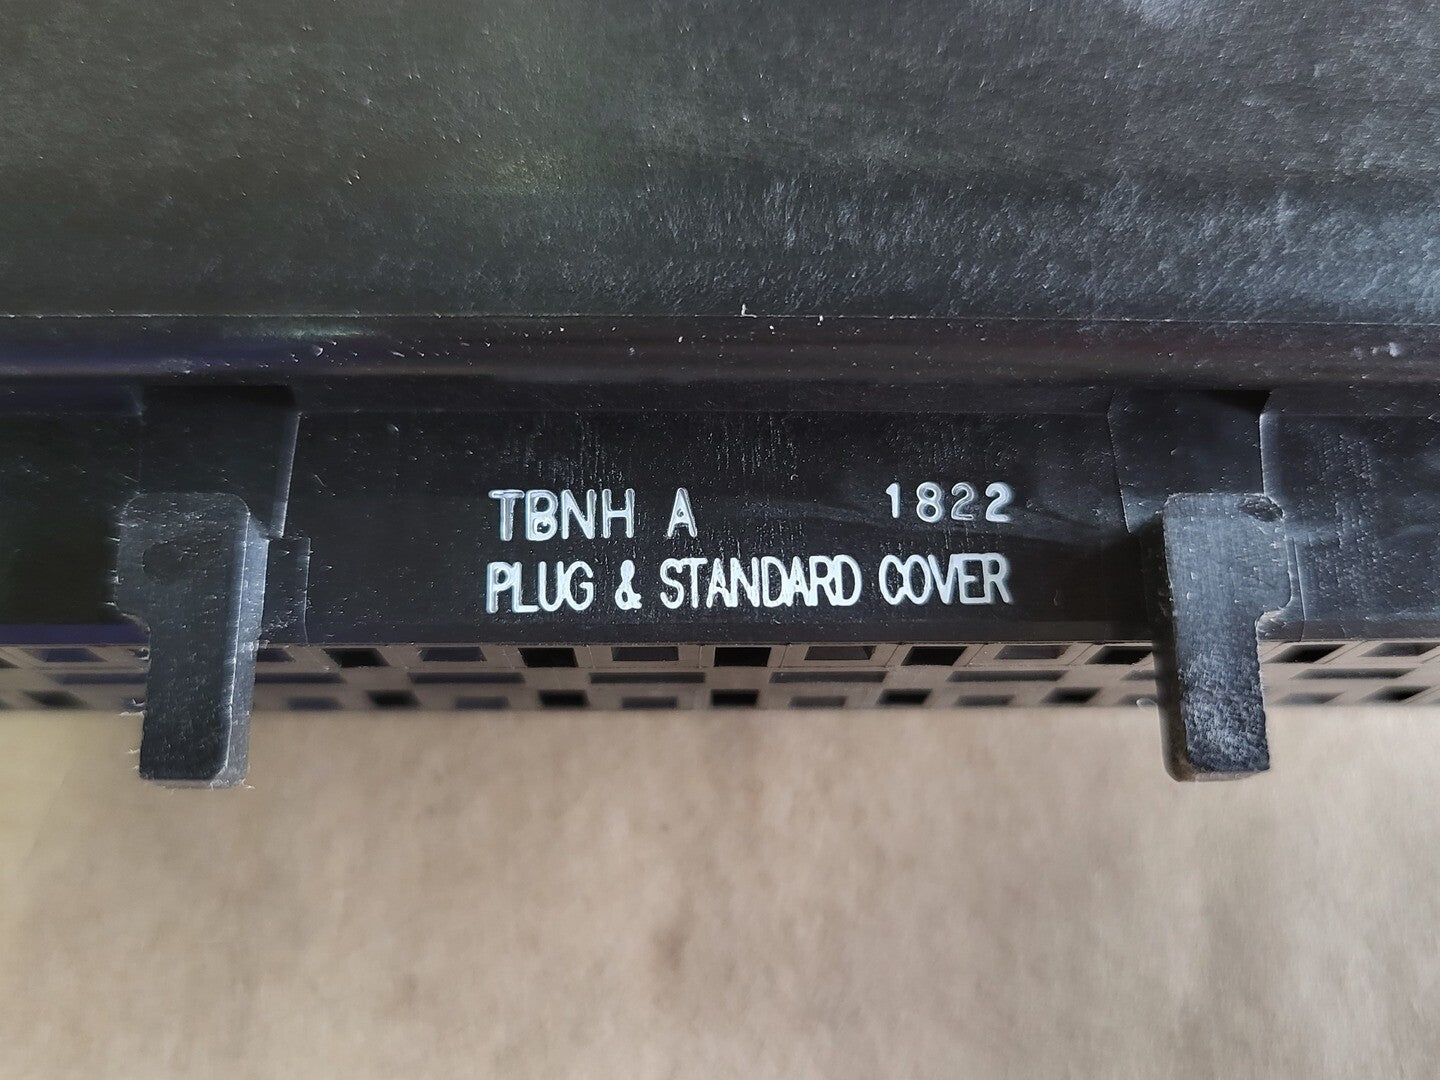 TBNH A 1822
PLUG & STANDARD COVER